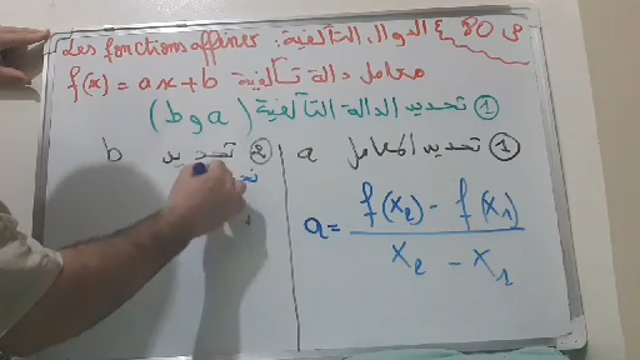 Les fonctions affines : الدوال التآلفية { ص 80
معامل دالة تآلفية f(x) = ax + b
① تحديد الدالة التآلفية (a و b)
① تحديد المعامل a
a = f(x₂) - f(x₁) / x₂ - x₁
② تحديد b